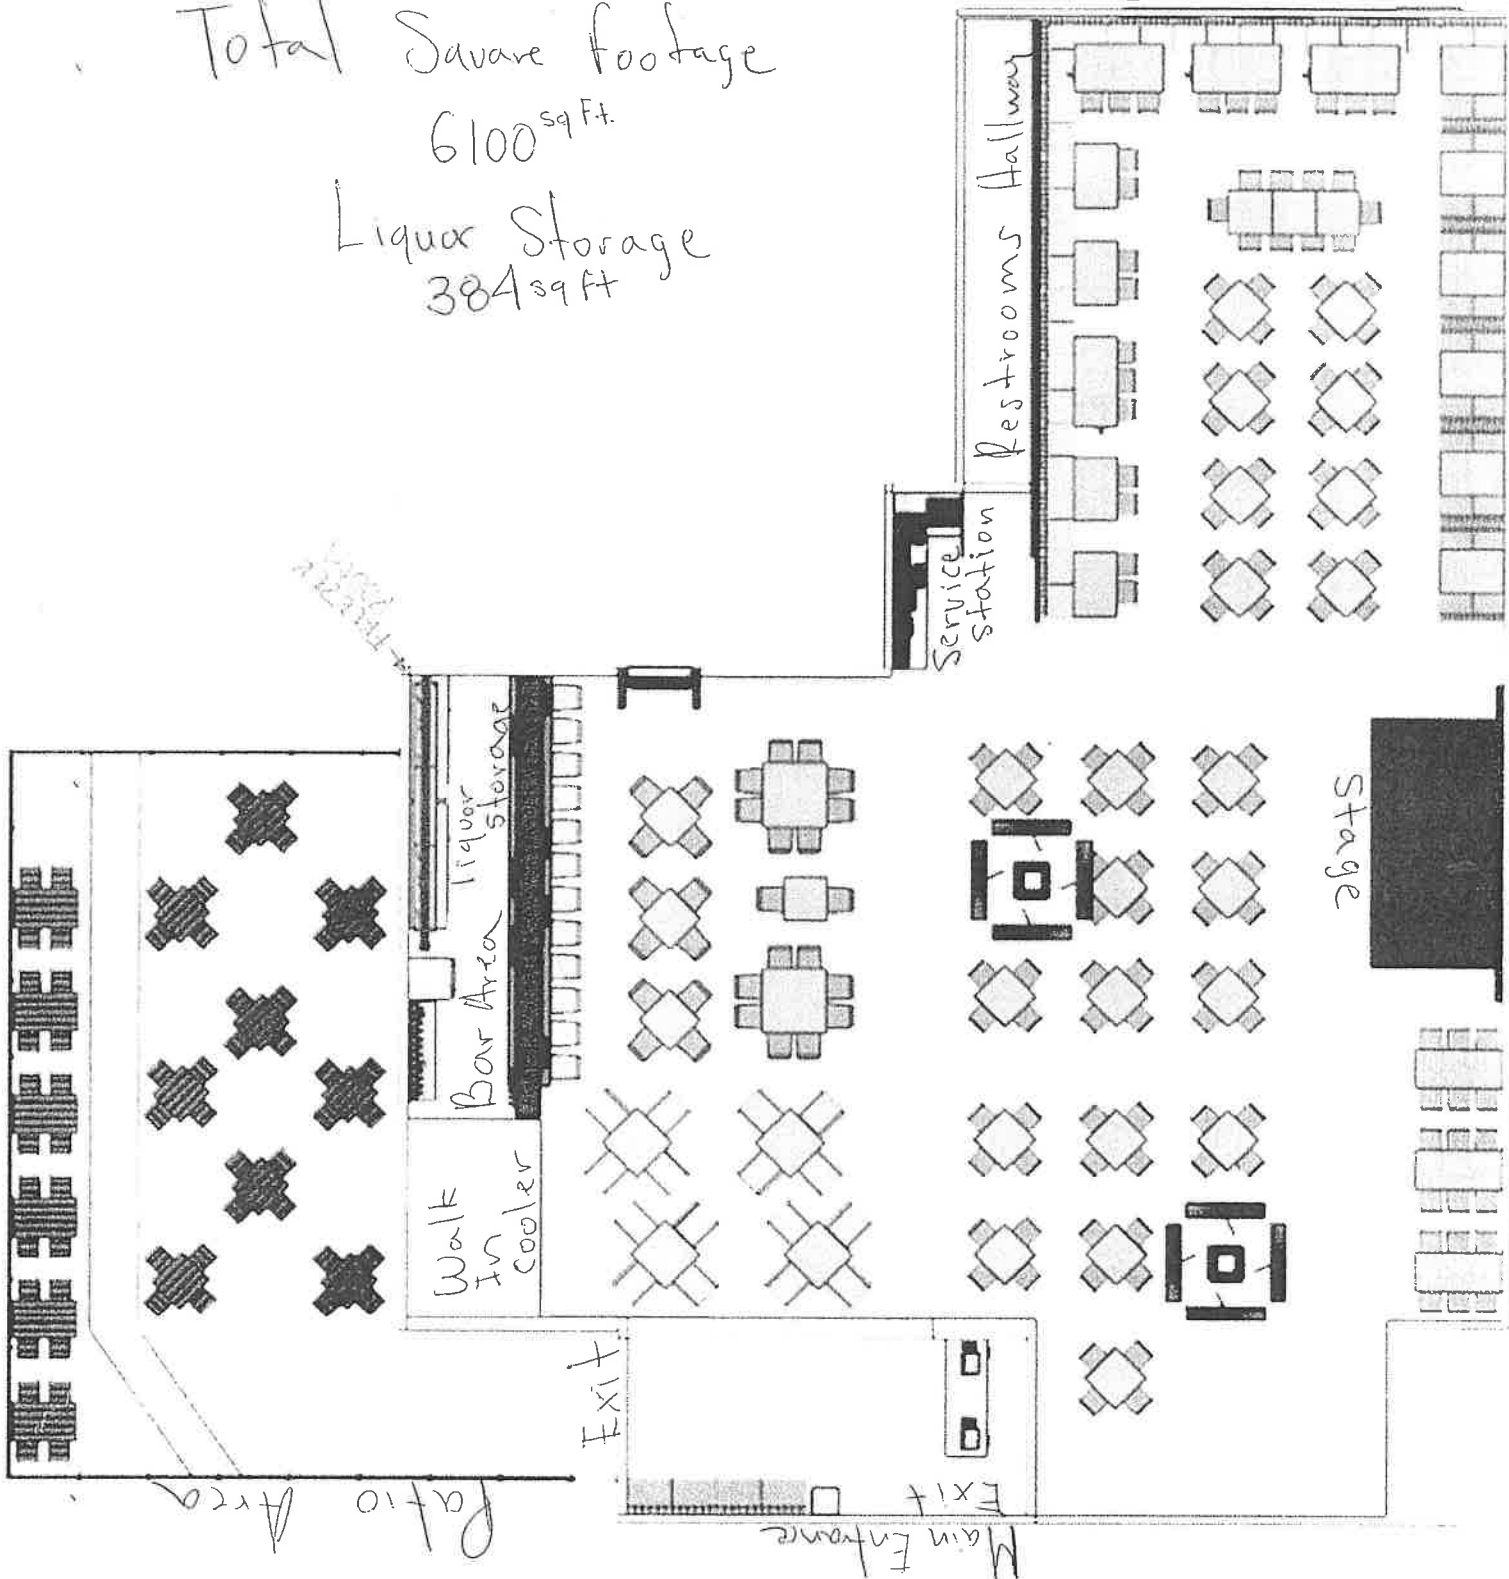 Total Savare footage
6100 sq Ft.
Liquor Storage
384 sq ft
Restrooms Hallway
Service
Station
liquor
storage
Bar Area
Stage
Walk
In
Cooler
Exit
Exit
Patio Area
Main Entrance